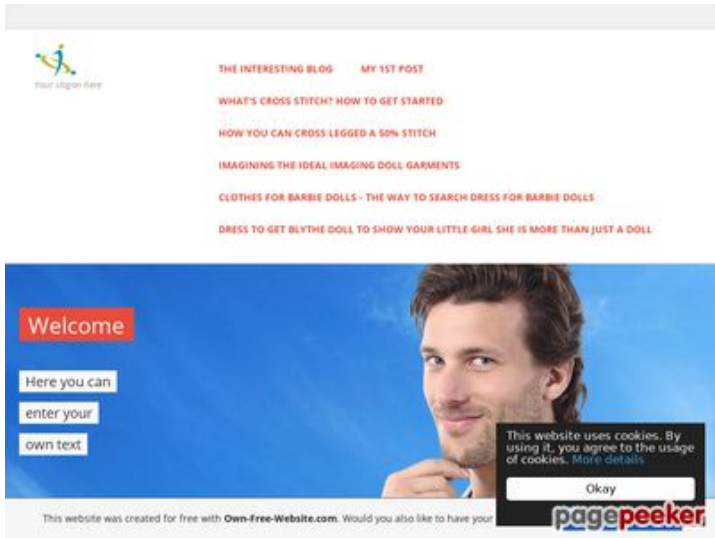 Your slogan here
THE INTERESTING BLOG MY 1ST POST
WHAT'S CROSS STITCH? HOW TO GET STARTED
HOW YOU CAN CROSS LEGGED A 50% STITCH
IMAGINING THE IDEAL IMAGING DOLL GARMENTS
CLOTHES FOR BARBIE DOLLS - THE WAY TO SEARCH DRESS FOR BARBIE DOLLS
DRESS TO GET BLYTHE DOLL TO SHOW YOUR LITTLE GIRL SHE IS MORE THAN JUST A DOLL
Welcome
Here you can
enter your
own text
This website uses cookies. By
using it, you agree to the usage
of cookies. More details
Okay
This website was created for free with Own-Free-Website.com. Would you also like to have your
pagepeeker